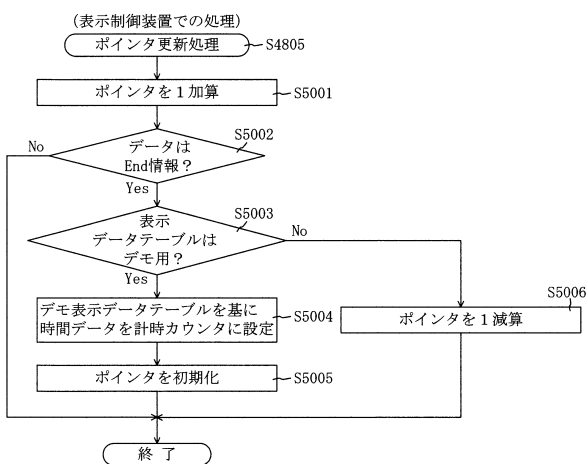 (表示制御装置での処理)
ポインタ更新処理
S4805
ポインタを1加算
S5001
データは
End情報?
S5002
No
Yes
表示
データテーブルは
デモ用?
S5003
No
Yes
デモ表示データテーブルを基に
時間データを計時カウンタに設定
S5004
ポインタを1減算
S5006
ポインタを初期化
S5005
終了